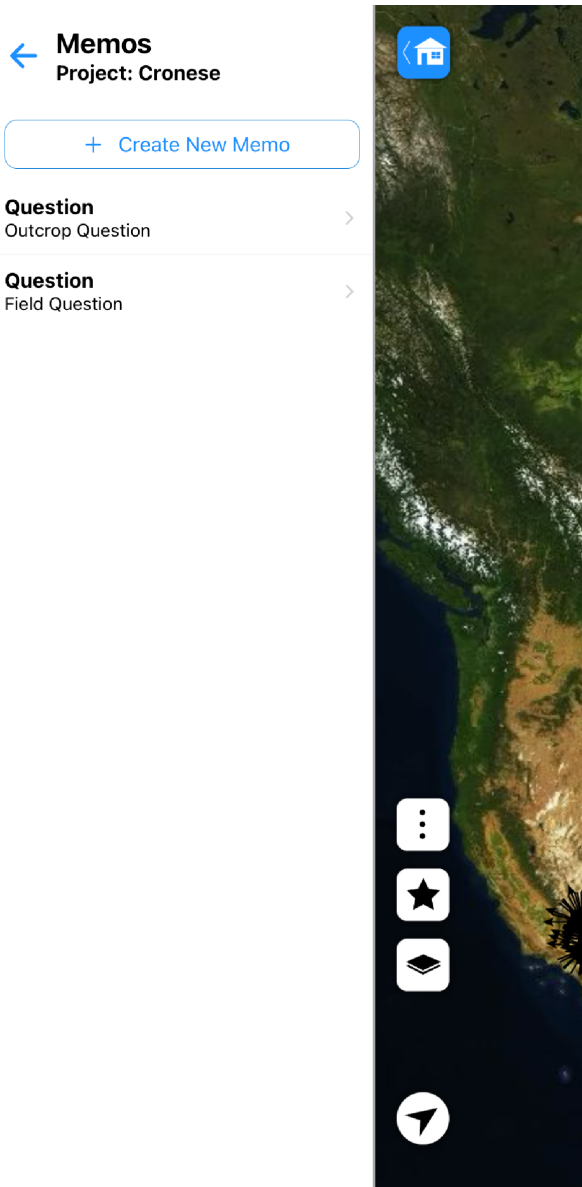 Memos
Project: Cronese
+ Create New Memo
Question
Outcrop Question
Question
Field Question